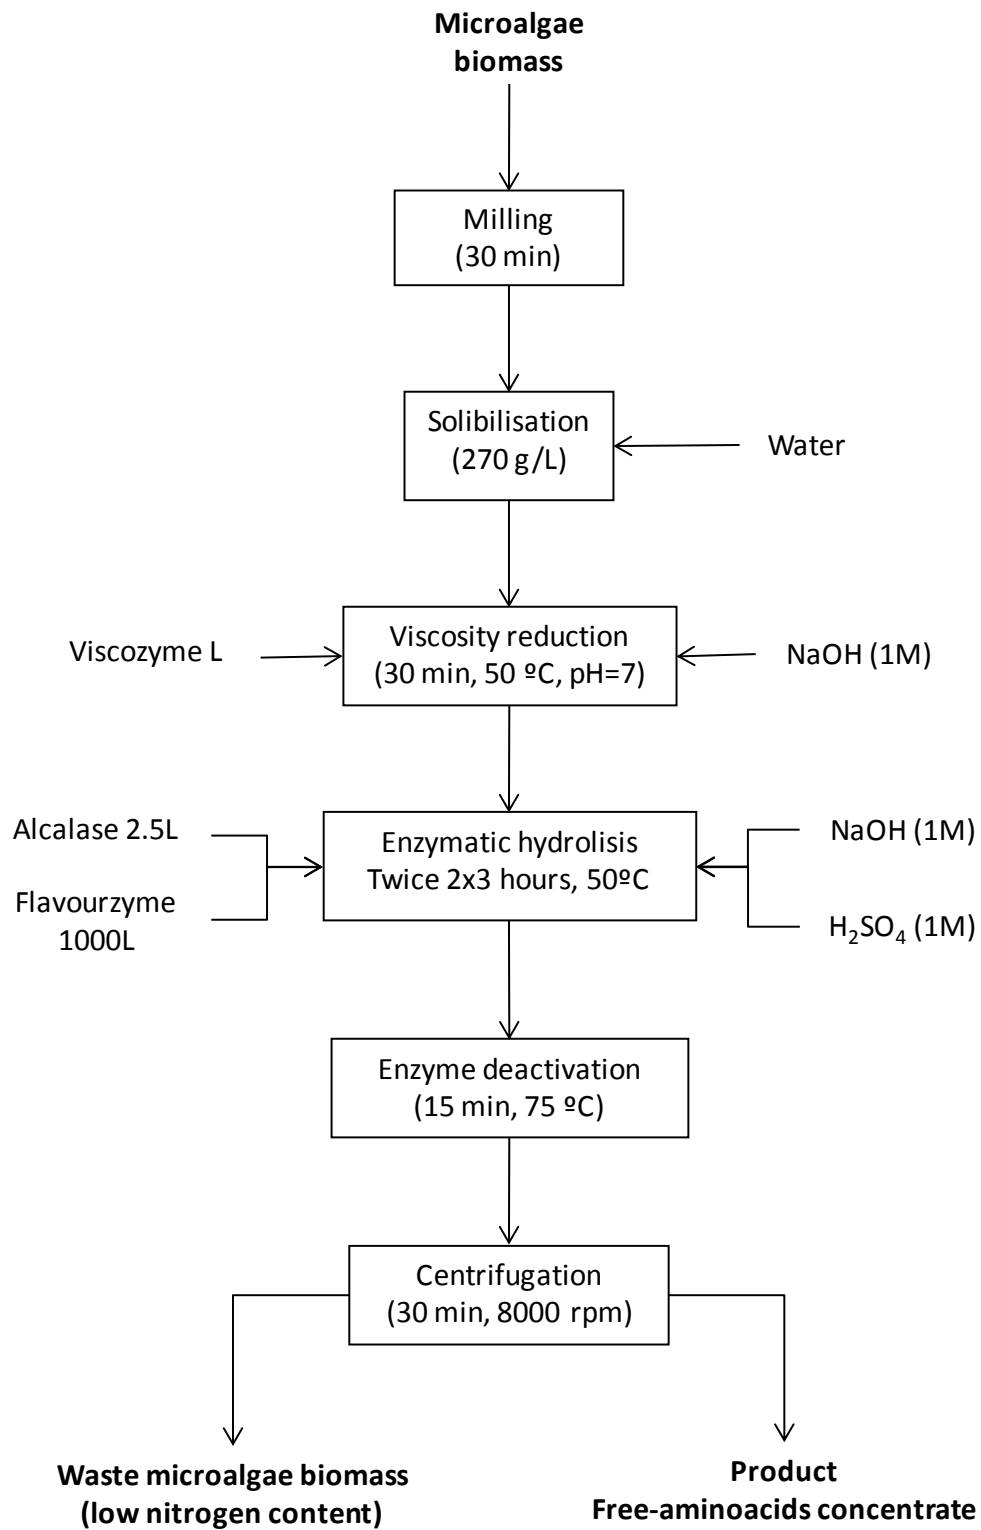 Microalgae
biomass
Milling
(30 min)
Solibilisation
(270 g/L)
Water
Viscozyme L
Viscosity reduction
(30 min, 50 ºC, pH=7)
NaOH (1M)
Alcalase 2.5L
Flavourzyme
1000L
Enzymatic hydrolisis
Twice 2x3 hours, 50ºC
NaOH (1M)
H₂SO₄ (1M)
Enzyme deactivation
(15 min, 75 ºC)
Centrifugation
(30 min, 8000 rpm)
Waste microalgae biomass
(low nitrogen content)
Product
Free-aminoacids concentrate